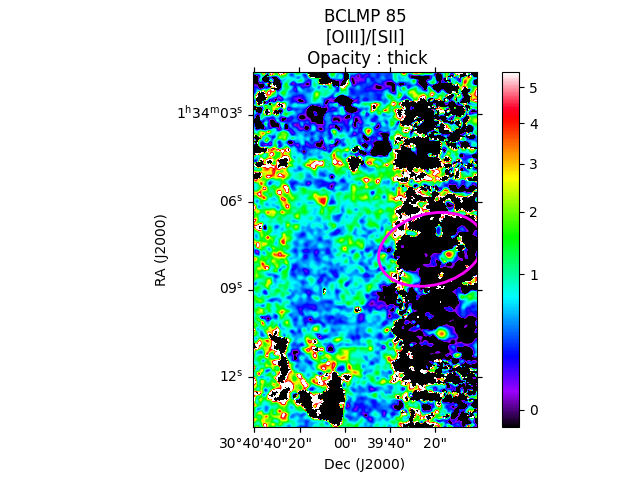 BCLMP 85
[OIII]/[SII]
Opacity : thick
1ʰ34ᵐ03ˢ
06ˢ
09ˢ
12ˢ
RA (J2000)
30°40'40"20" 00" 39'40" 20"
Dec (J2000)
5
4
3
2
1
0